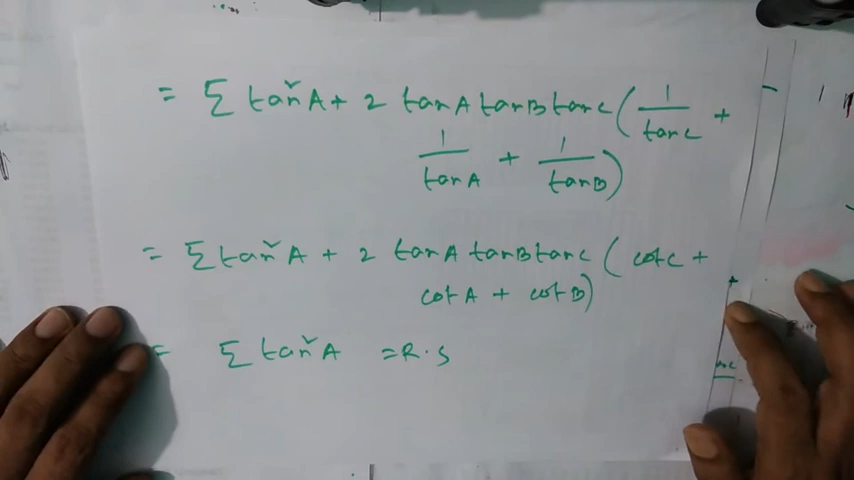 = Σ tan²A + 2 tanA tanB tanC ( 1/tanC +
1/tanA + 1/tanB )
= Σ tan²A + 2 tanA tanB tanC ( cotC +
cotA + cotB )
= Σ tan²A = R.S